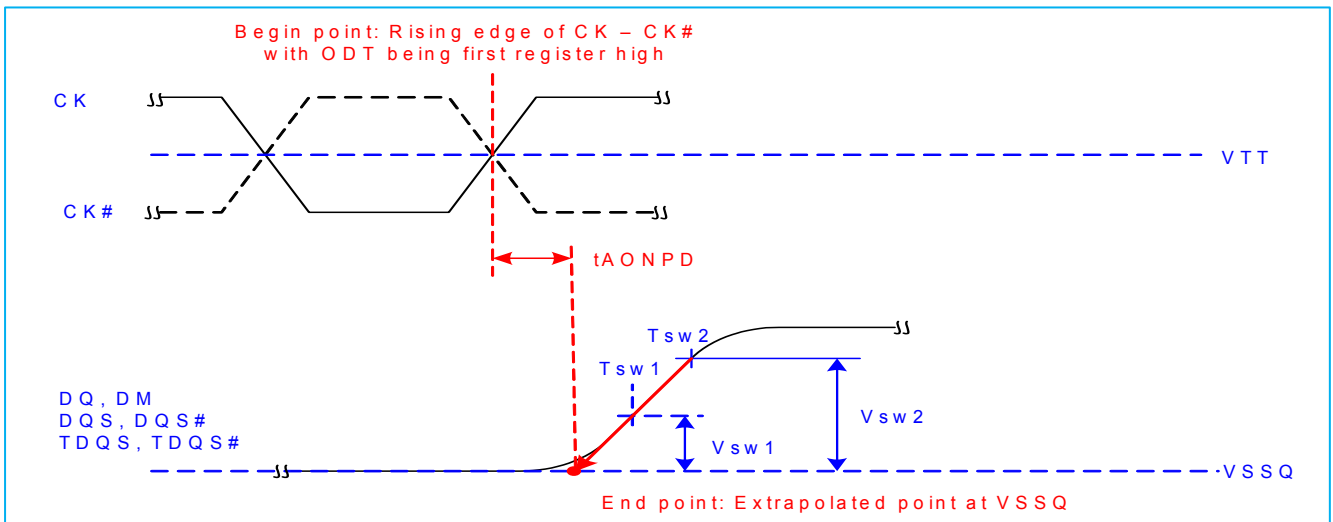 Begin point: Rising edge of CK – CK#
with ODT being first register high
CK
VTT
CK#
tAONPD
Tsw2
Tsw1
DQ, DM
DQS, DQS#
TDQS, TDQS#
Vsw2
Vsw1
VSSQ
End point: Extrapolated point at VSSQ